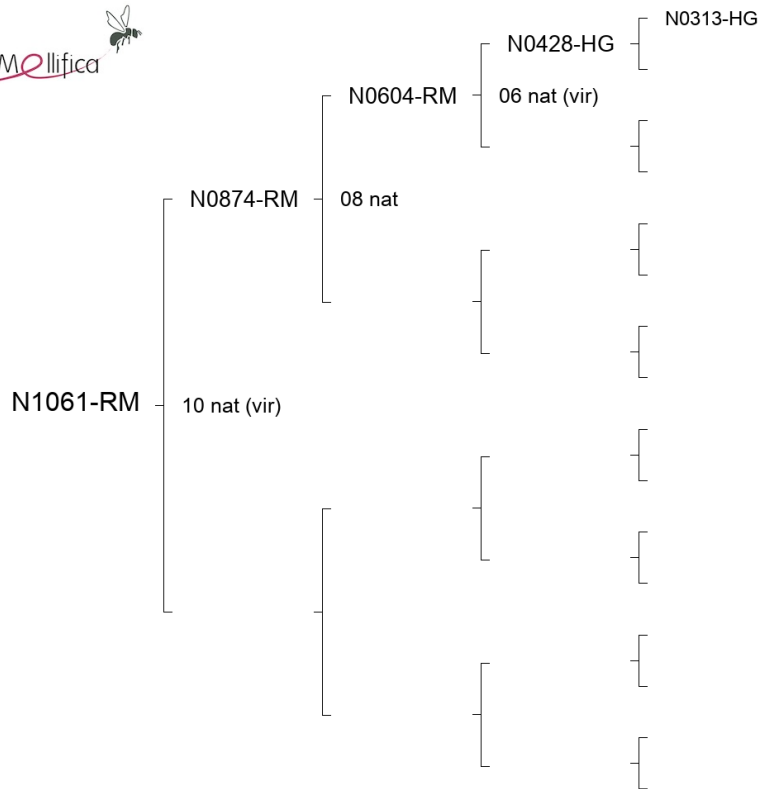 Mellifica
N0313-HG
N0428-HG
N0604-RM
06 nat (vir)
N0874-RM
08 nat
N1061-RM
10 nat (vir)